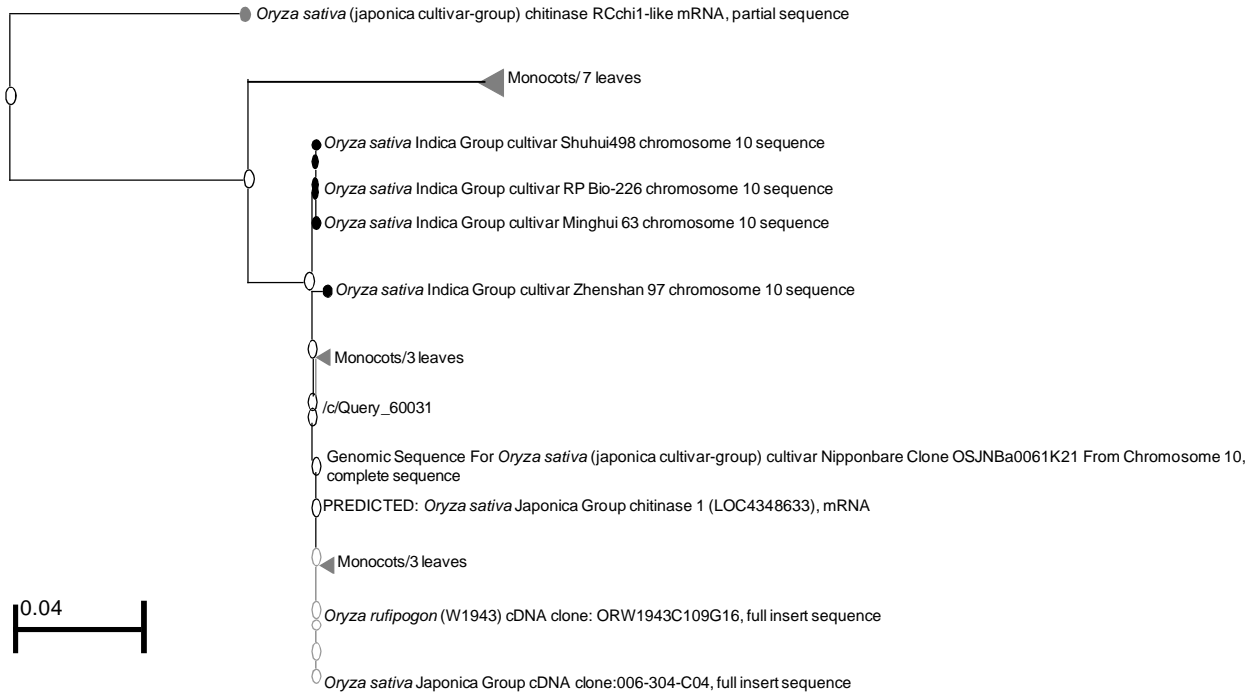 Oryza sativa (japonica cultivar-group) chitinase RCchi1-like mRNA, partial sequence
Monocots/ 7 leaves
Oryza sativa Indica Group cultivar Shuhui498 chromosome 10 sequence
Oryza sativa Indica Group cultivar RP Bio-226 chromosome 10 sequence
Oryza sativa Indica Group cultivar Minghui 63 chromosome 10 sequence
Oryza sativa Indica Group cultivar Zhenshan 97 chromosome 10 sequence
Monocots/3 leaves
/c/Query_60031
Genomic Sequence For Oryza sativa (japonica cultivar-group) cultivar Nipponbare Clone OSJNBa0061K21 From Chromosome 10,
complete sequence
PREDICTED: Oryza sativa Japonica Group chitinase 1 (LOC4348633), mRNA
Monocots/3 leaves
0.04
Oryza rufipogon (W1943) cDNA clone: ORW1943C109G16, full insert sequence
Oryza sativa Japonica Group cDNA clone:006-304-C04, full insert sequence